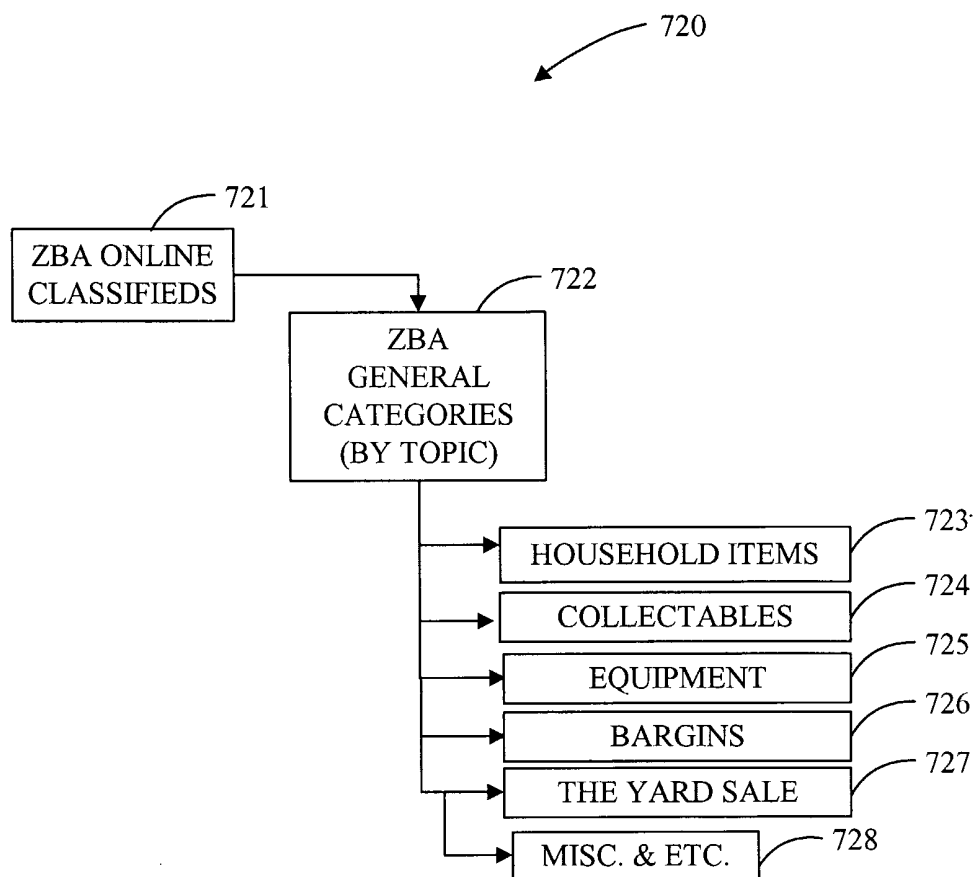 720
721
ZBA ONLINE
CLASSIFIEDS
722
ZBA
GENERAL
CATEGORIES
(BY TOPIC)
723
HOUSEHOLD ITEMS
724
COLLECTABLES
725
EQUIPMENT
726
BARGINS
727
THE YARD SALE
728
MISC. & ETC.